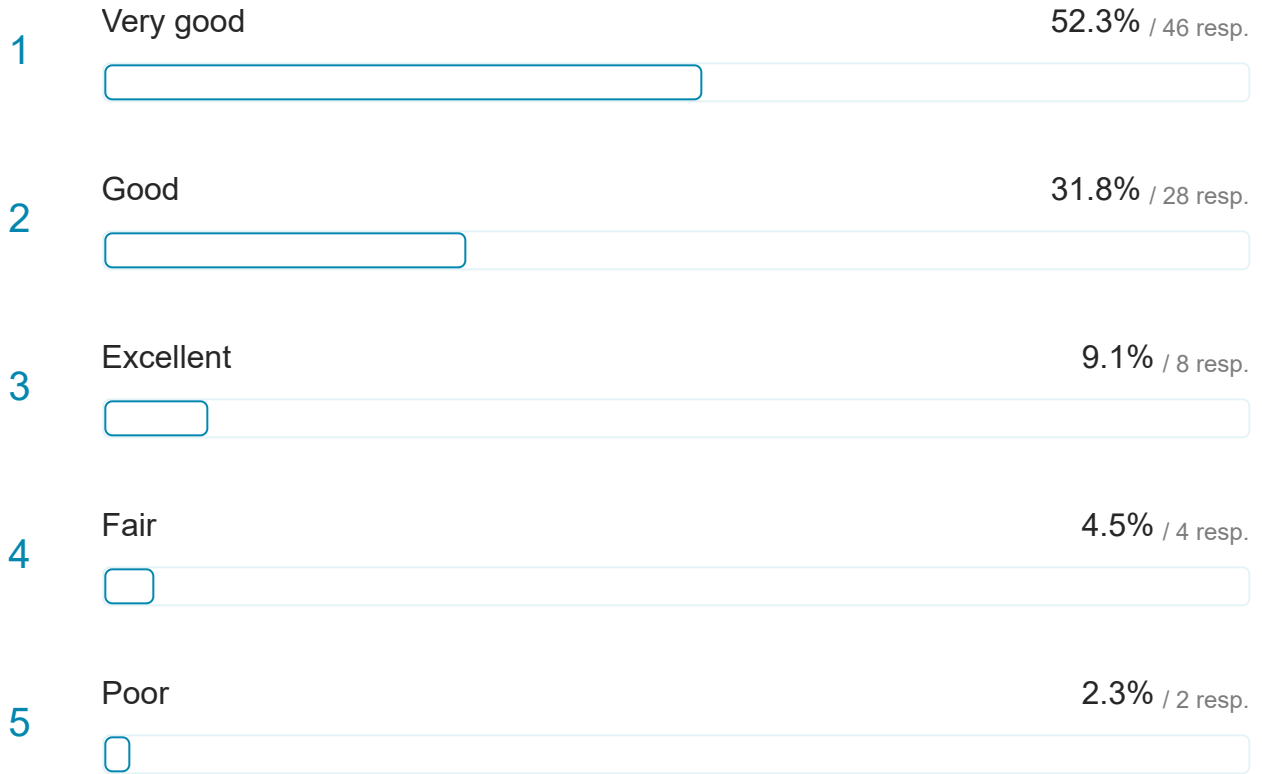 1 Very good 52.3% / 46 resp.
2 Good 31.8% / 28 resp.
3 Excellent 9.1% / 8 resp.
4 Fair 4.5% / 4 resp.
5 Poor 2.3% / 2 resp.